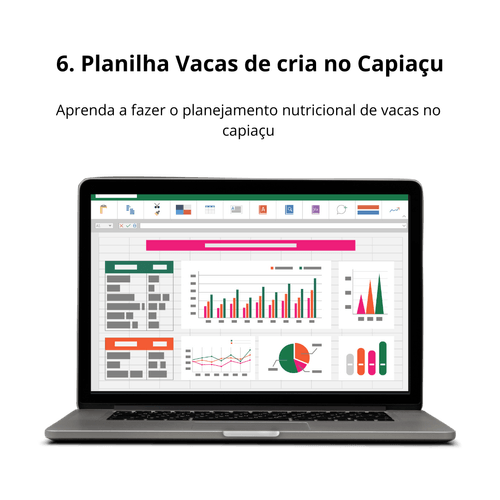 6. Planilha Vacas de cria no Capiaçu
Aprenda a fazer o planejamento nutricional de vacas no
capiaçu